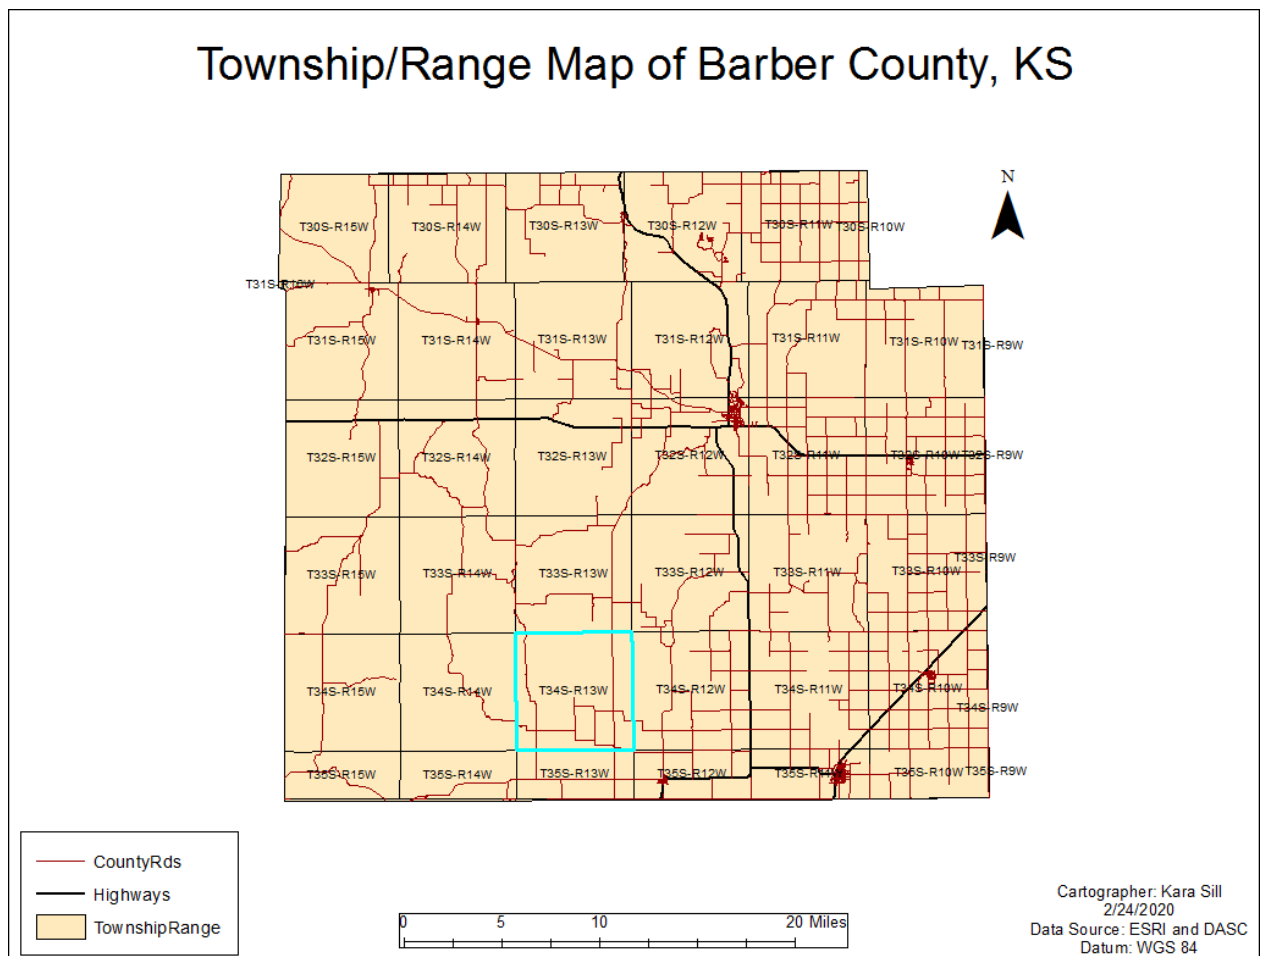 Township/Range Map of Barber County, KS
N
T30S-R15W T30S-R14W T30S-R13W T30S-R12W T30S-R11W T30S-R10W
T31S-R16W
T31S-R15W T31S-R14W T31S-R13W T31S-R12W T31S-R11W T31S-R10W T31S-R9W
T32S-R15W T32S-R14W T32S-R13W T32S-R12W T32S-R11W T32S-R10W T32S-R9W
T33S-R15W T33S-R14W T33S-R13W T33S-R12W T33S-R11W T33S-R10W T33S-R9W
T34S-R15W T34S-R14W T34S-R13W T34S-R12W T34S-R11W T34S-R10W T34S-R9W
T35S-R15W T35S-R14W T35S-R13W T35S-R12W T35S-R11W T35S-R10W T35S-R9W
CountyRds
Highways
TownshipRange
0 5 10 20 Miles
Cartographer: Kara Sill
2/24/2020
Data Source: ESRI and DASC
Datum: WGS 84